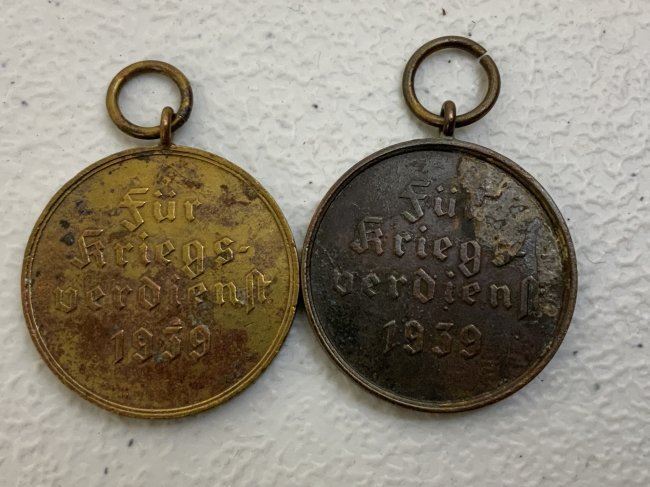 Für
Kriegs-
verdienst
1939
Für
Kriegs-
verdienst
1939